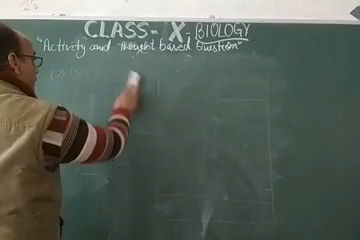 CLASS- X, BIOLOGY
"Activity and thought based Question"